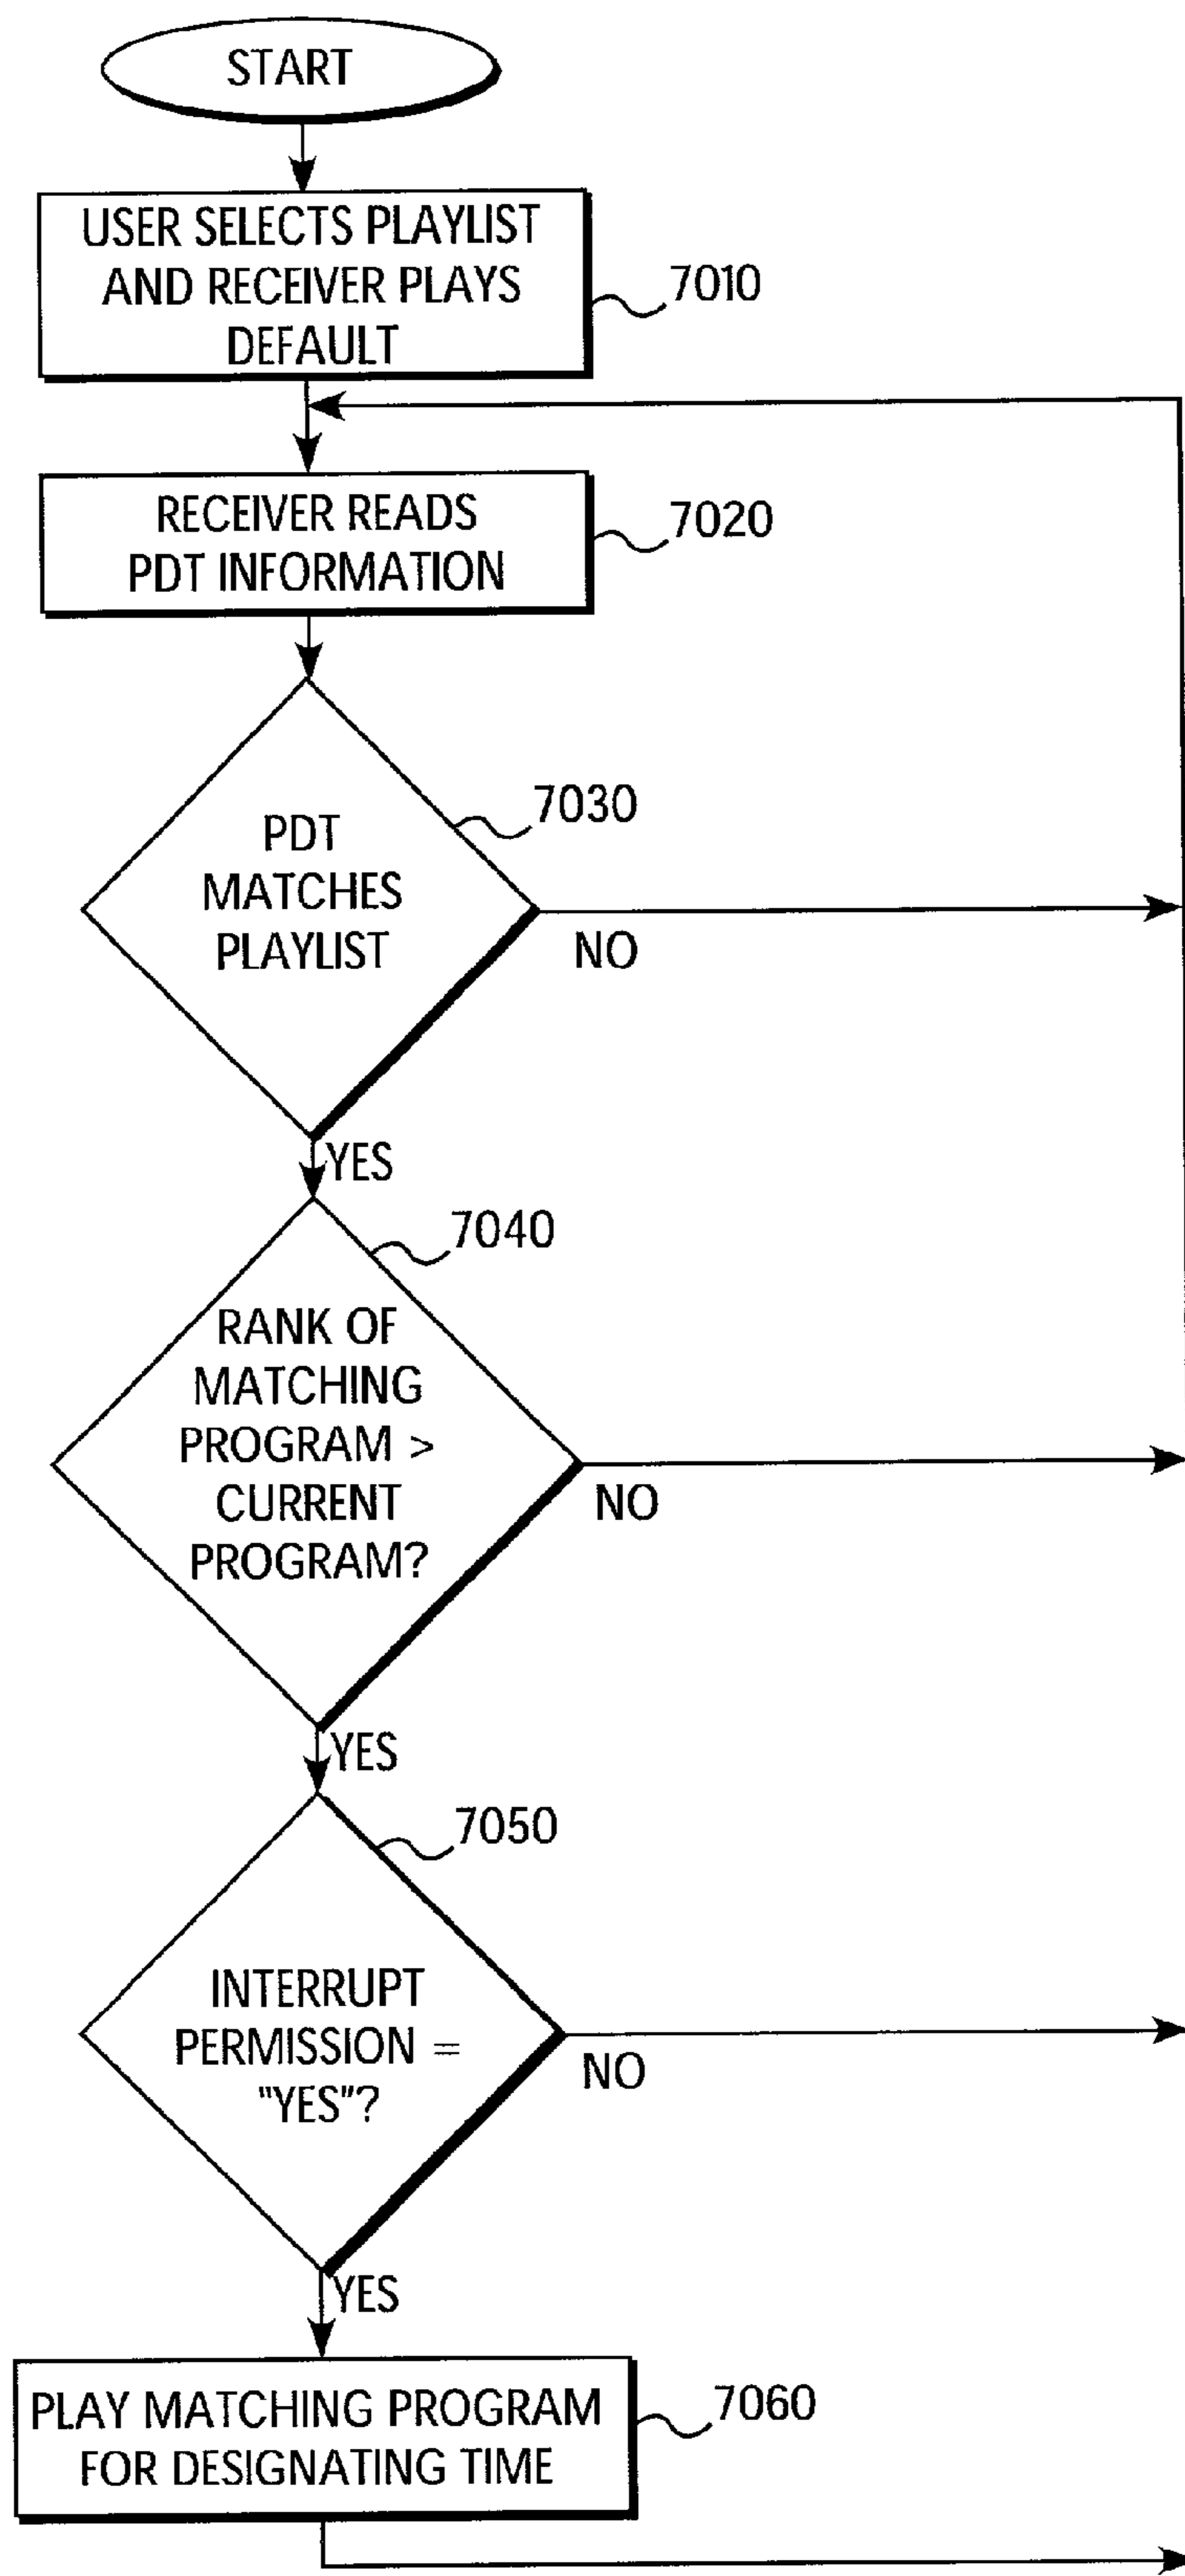 START
USER SELECTS PLAYLIST
AND RECEIVER PLAYS
DEFAULT
7010
RECEIVER READS
PDT INFORMATION
7020
PDT
MATCHES
PLAYLIST
7030
NO
YES
7040
RANK OF
MATCHING
PROGRAM >
CURRENT
PROGRAM?
NO
YES
7050
INTERRUPT
PERMISSION =
"YES"?
NO
YES
PLAY MATCHING PROGRAM
FOR DESIGNATING TIME
7060